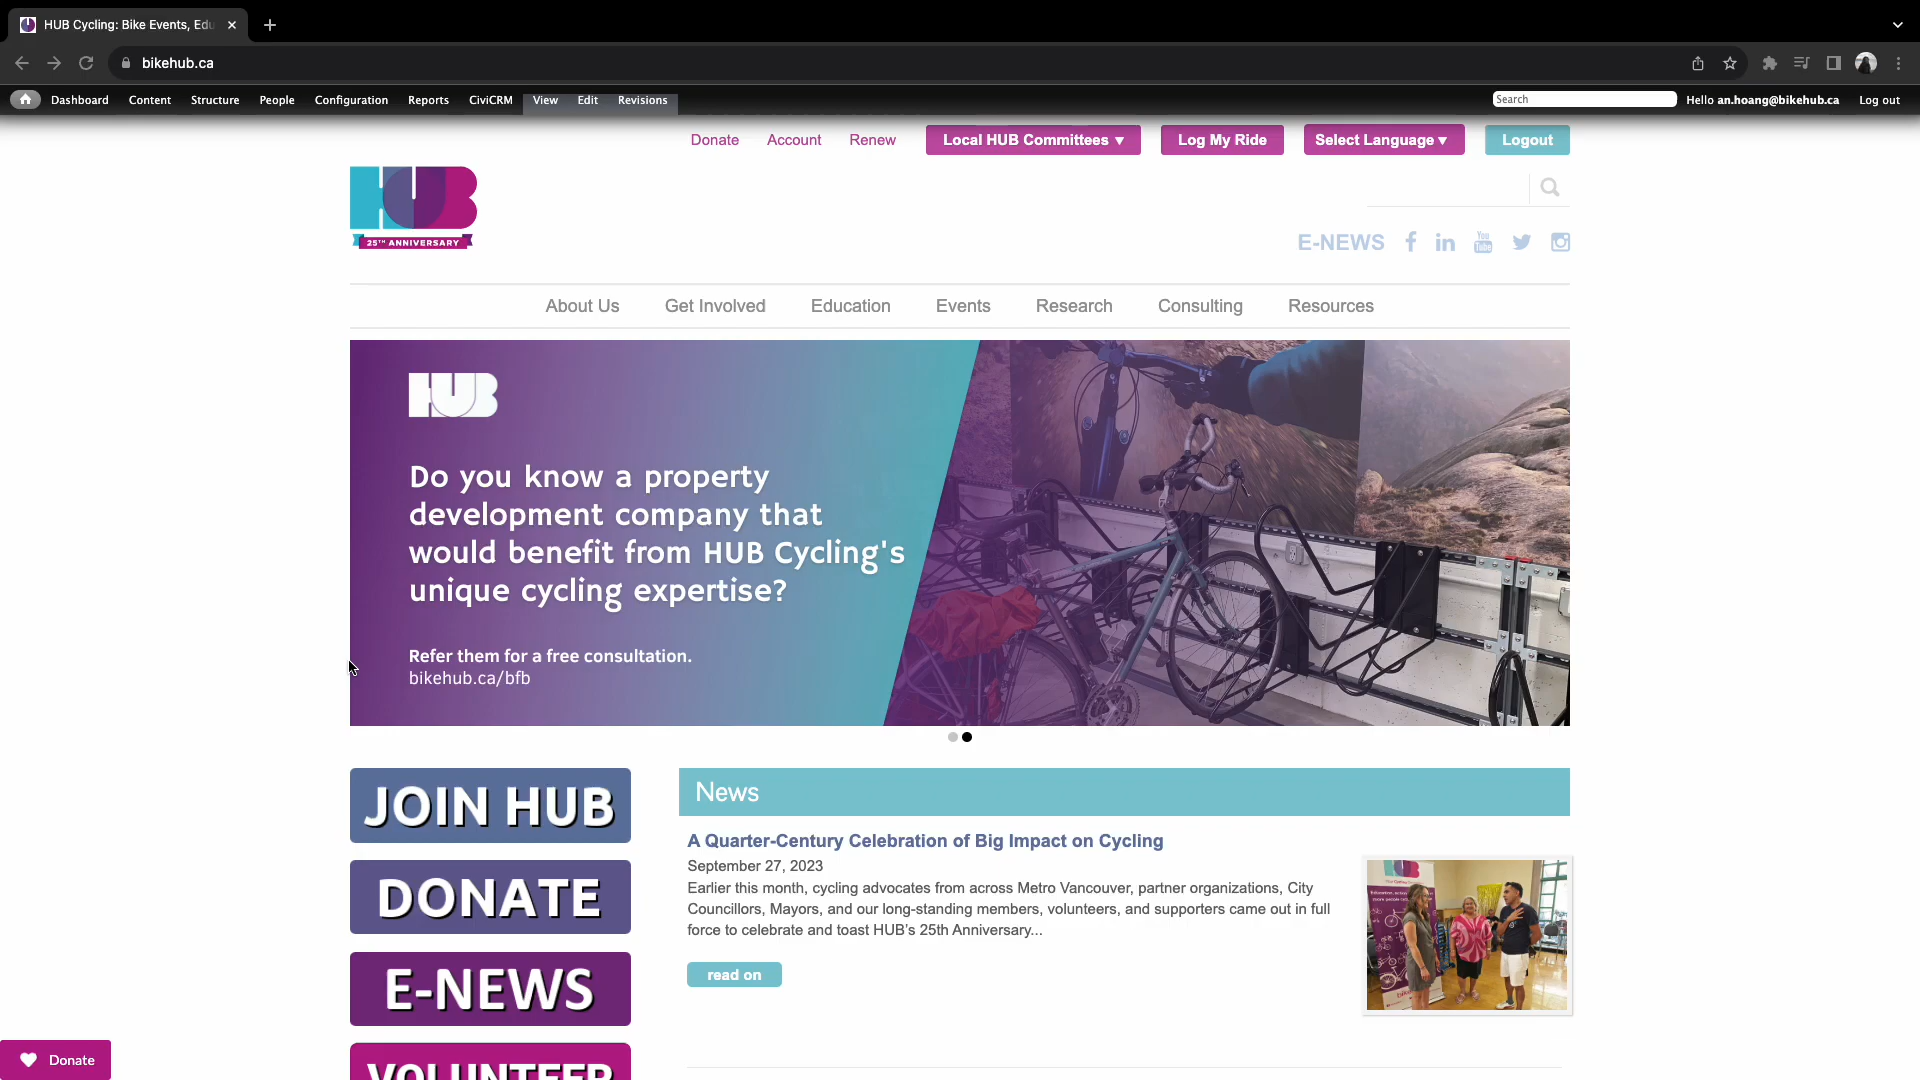 HUB Cycling: Bike Events, Edu
bikehub.ca
Dashboard Content Structure People Configuration Reports CiviCRM View Edit Revisions Search Hello an.hoang@bikehub.ca Log out
Donate Account Renew Local HUB Committees ▼ Log My Ride Select Language ▼ Logout
HUB
25TH ANNIVERSARY
E-NEWS
You Tube
About Us Get Involved Education Events Research Consulting Resources
HUB
Do you know a property
development company that
would benefit from HUB Cycling's
unique cycling expertise?
Refer them for a free consultation.
bikehub.ca/bfb
JOIN HUB
DONATE
E-NEWS
VOLUNTEER
News
A Quarter-Century Celebration of Big Impact on Cycling
September 27, 2023
Earlier this month, cycling advocates from across Metro Vancouver, partner organizations, City
Councillors, Mayors, and our long-standing members, volunteers, and supporters came out in full
force to celebrate and toast HUB's 25th Anniversary...
read on
Donate